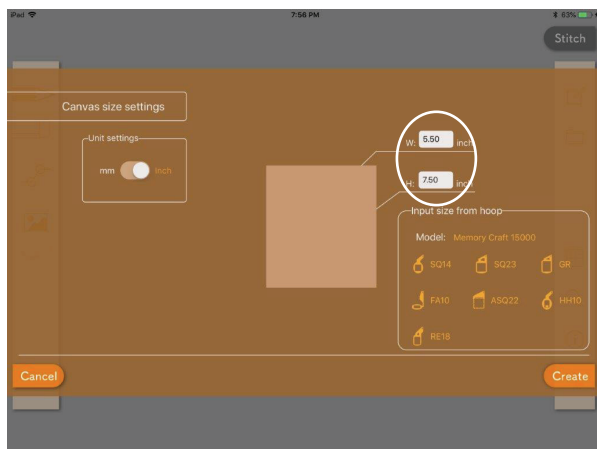 iPad 7:56 PM 63%
Stitch
Canvas size settings
Unit settings
mm Inch
W: 5.50 inch
H: 7.50 inch
Input size from hoop
Model: Memory Craft 15000
SQ14 SQ23 GR
FA10 ASQ22 HH10
RE18
Cancel Create